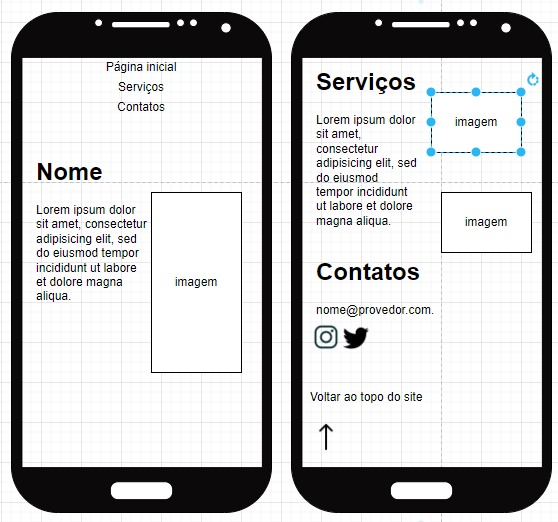 Página inicial
Serviços
Contatos
Nome
Lorem ipsum dolor
sit amet, consectetur
adipisicing elit, sed
do eiusmod tempor
incididunt ut labore
et dolore magna
aliqua.
imagem
Serviços
Lorem ipsum dolor
sit amet,
consectetur
adipisicing elit, sed
do eiusmod
tempor incididunt
ut labore et dolore
magna aliqua.
imagem
imagem
Contatos
nome@provedor.com.
Voltar ao topo do site